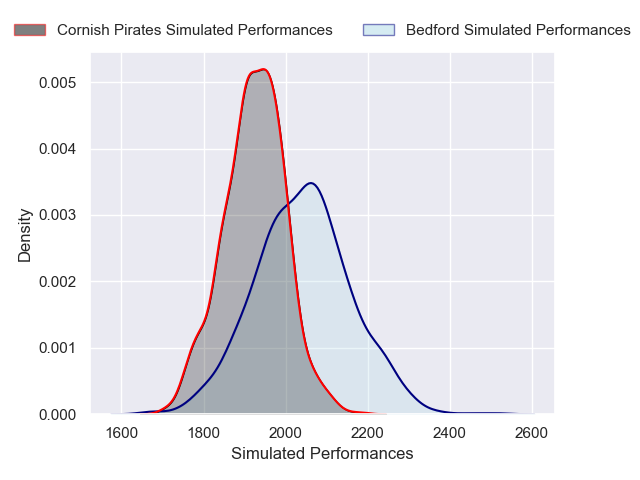 Cornish Pirates Simulated Performances Bedford Simulated Performances
0.005
0.004
0.003
0.002
0.001
0.000
Density
1600 1800 2000 2200 2400 2600
Simulated Performances